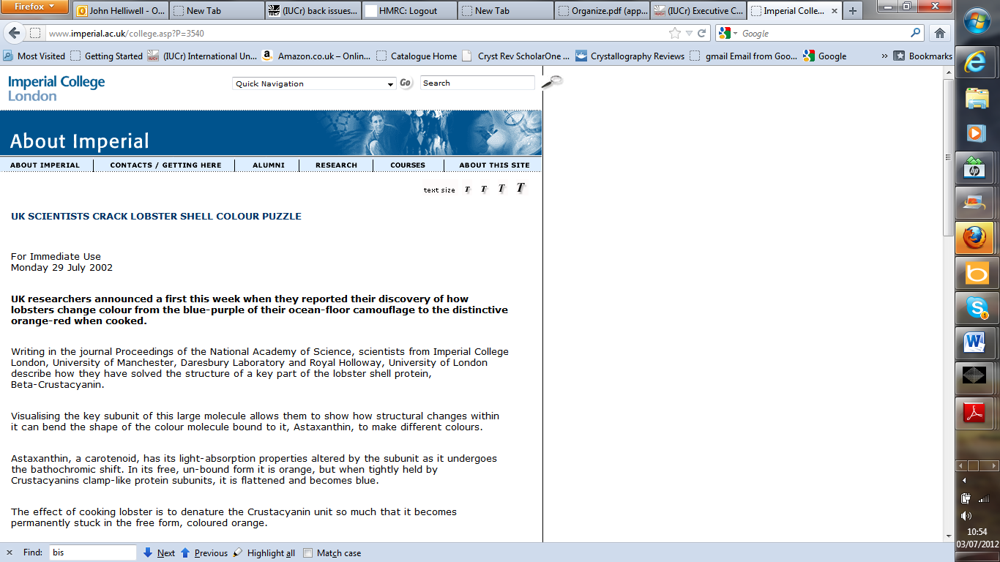 Firefox
John Helliwell - O...
New Tab
(IUCr) back issues...
HMRC: Logout
New Tab
Organize.pdf (app...
(IUCr) Executive C...
Imperial Colle...
www.imperial.ac.uk/college.asp?P=3540
Google
Most Visited
Getting Started
(IUCr) International Un...
Amazon.co.uk – Onlin...
Catalogue Home
Cryst Rev ScholarOne ...
Crystallography Reviews
gmail Email from Goo...
Google
Bookmarks
Imperial College
London
Quick Navigation
Go
Search
About Imperial
ABOUT IMPERIAL
CONTACTS / GETTING HERE
ALUMNI
RESEARCH
COURSES
ABOUT THIS SITE
text size T T T T
UK SCIENTISTS CRACK LOBSTER SHELL COLOUR PUZZLE
For Immediate Use
Monday 29 July 2002
UK researchers announced a first this week when they reported their discovery of how
lobsters change colour from the blue-purple of their ocean-floor camouflage to the distinctive
orange-red when cooked.
Writing in the journal Proceedings of the National Academy of Science, scientists from Imperial College
London, University of Manchester, Daresbury Laboratory and Royal Holloway, University of London
describe how they have solved the structure of a key part of the lobster shell protein,
Beta-Crustacyanin.
Visualising the key subunit of this large molecule allows them to show how structural changes within
it can bend the shape of the colour molecule bound to it, Astaxanthin, to make different colours.
Astaxanthin, a carotenoid, has its light-absorption properties altered by the subunit as it undergoes
the bathochromic shift. In its free, un-bound form it is orange, but when tightly held by
Crustacyanins clamp-like protein subunits, it is flattened and becomes blue.
The effect of cooking lobster is to denature the Crustacyanin unit so much that it becomes
permanently stuck in the free form, coloured orange.
Find: bis
Next
Previous
Highlight all
Match case
hp
1
10:54
03/07/2012